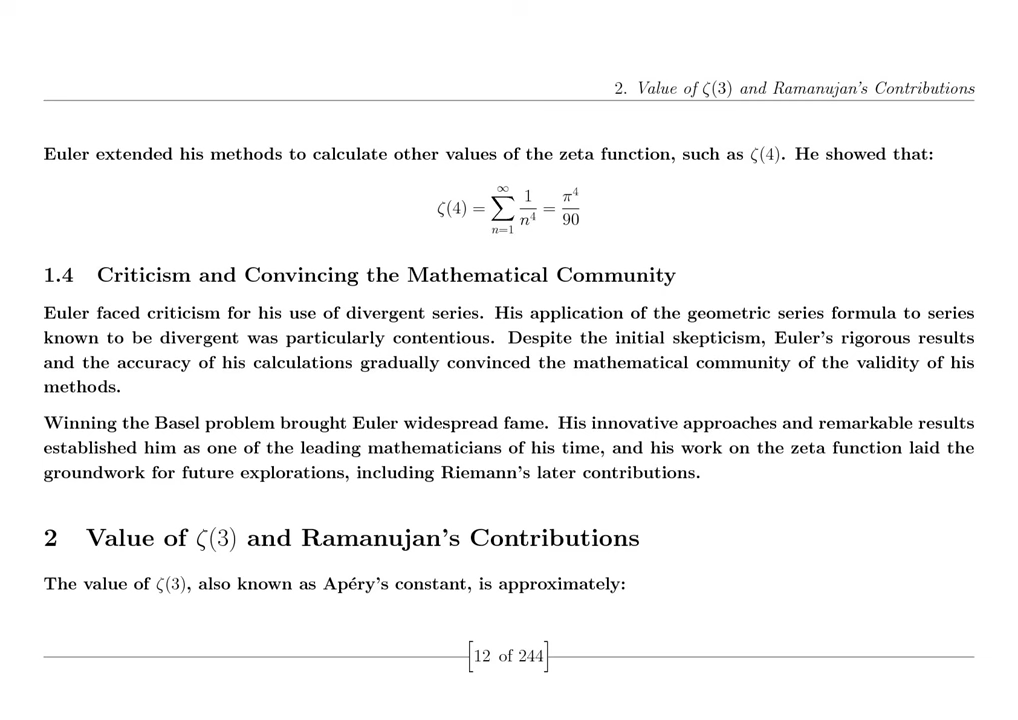 2. Value of ζ(3) and Ramanujan's Contributions
Euler extended his methods to calculate other values of the zeta function, such as ζ(4). He showed that:
ζ(4) = ∑_{n=1}^{∞} 1/n⁴ = π⁴/90
1.4 Criticism and Convincing the Mathematical Community
Euler faced criticism for his use of divergent series. His application of the geometric series formula to series
known to be divergent was particularly contentious. Despite the initial skepticism, Euler's rigorous results
and the accuracy of his calculations gradually convinced the mathematical community of the validity of his
methods.
Winning the Basel problem brought Euler widespread fame. His innovative approaches and remarkable results
established him as one of the leading mathematicians of his time, and his work on the zeta function laid the
groundwork for future explorations, including Riemann's later contributions.
2 Value of ζ(3) and Ramanujan's Contributions
The value of ζ(3), also known as Apéry's constant, is approximately:
[12 of 244]